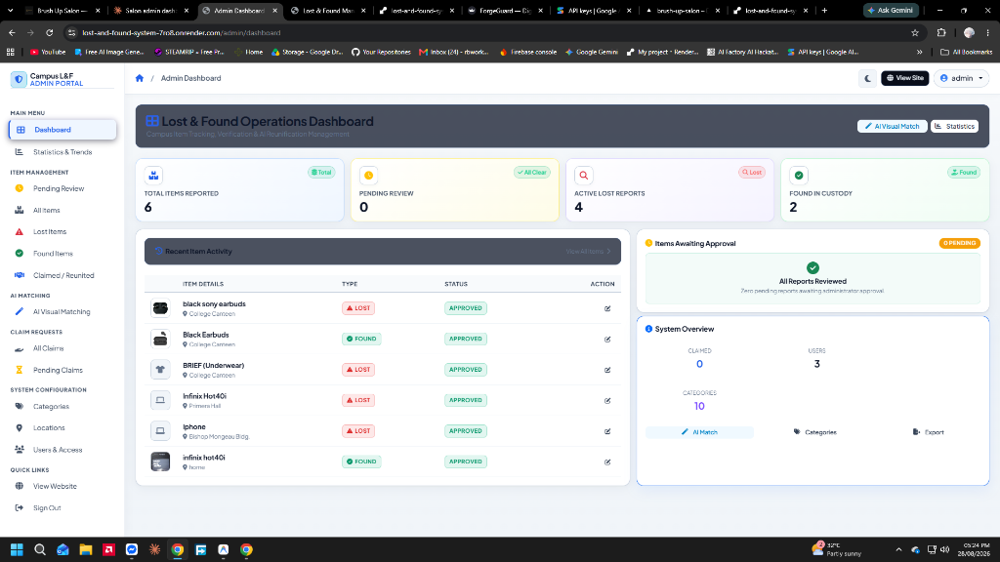 Brush Up Salon —
Salon admin dash
Admin Dashboard
Lost & Found Ma
lost-and-found-sy
ForgeGuard — Dig
API keys | Google
brush-up-salon –
lost-and-found-sy
Ask Gemini
lost-and-found-system-7ro8.onrender.com/admin/dashboard
YouTube
Free AI Image Gene...
STEAMRIP » Free Pr...
Home
Storage - Google Dr...
Your Repositories
Inbox (24) - rbwork...
Firebase console
Google Gemini
My project · Render...
AI Factory AI Hackat...
API keys | Google AI...
All Bookmarks
Campus L&F
ADMIN PORTAL
MAIN MENU
Dashboard
Statistics & Trends
ITEM MANAGEMENT
Pending Review
All Items
Lost Items
Found Items
Claimed / Reunited
AI MATCHING
AI Visual Matching
CLAIM REQUESTS
All Claims
Pending Claims
SYSTEM CONFIGURATION
Categories
Locations
Users & Access
QUICK LINKS
View Website
Sign Out
/ Admin Dashboard
View Site
admin
Lost & Found Operations Dashboard
Campus Item Tracking, Verification & AI Reunification Management
AI Visual Match
Statistics
Total
TOTAL ITEMS REPORTED
6
All Clear
PENDING REVIEW
0
Lost
ACTIVE LOST REPORTS
4
Found
FOUND IN CUSTODY
2
Recent Item Activity
View All Items
ITEM DETAILS TYPE STATUS ACTION
black sony earbuds LOST APPROVED
College Canteen
Black Earbuds FOUND APPROVED
College Canteen
BRIEF (Underwear) LOST APPROVED
College Canteen
Infinix Hot40i LOST APPROVED
Primeira Hall
Iphone LOST APPROVED
Bishop Mongeau Bldg.
infinix hot40i FOUND APPROVED
home
Items Awaiting Approval
0 PENDING
All Reports Reviewed
Zero pending reports awaiting administrator approval
System Overview
CLAIMED USERS
0 3
CATEGORIES
10
AI Match
Categories
Export
2
32°C
Partly sunny
05:24 PM
28/08/2026